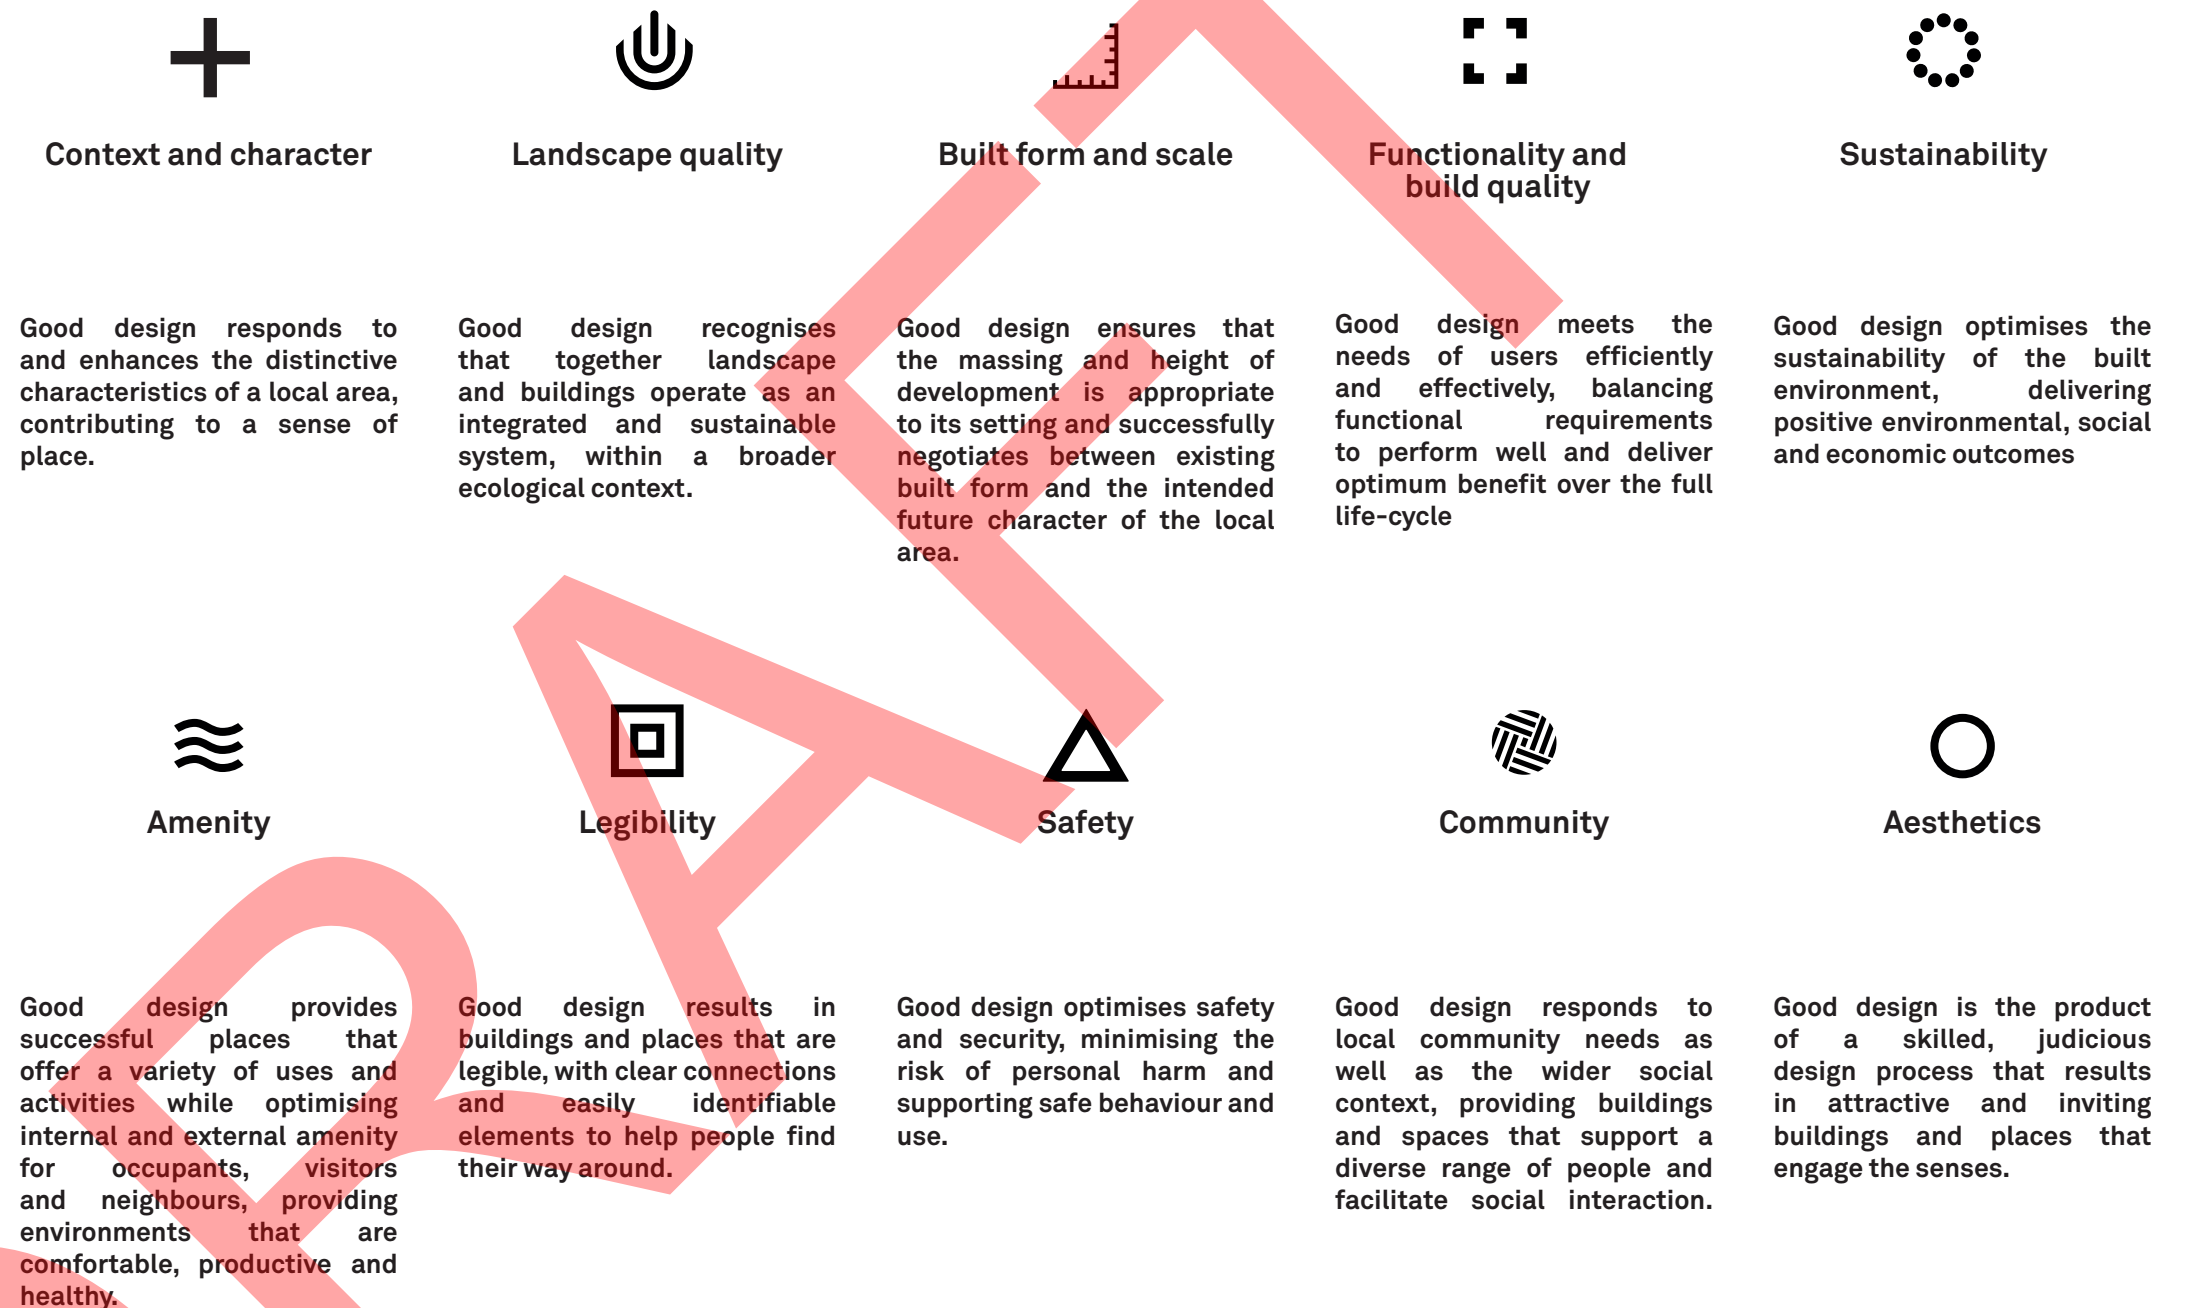 Context and character
Landscape quality
Built form and scale
Functionality and
build quality
Sustainability
Good design responds to
and enhances the distinctive
characteristics of a local area,
contributing to a sense of
place.
Good design recognises
that together landscape
and buildings operate as an
integrated and sustainable
system, within a broader
ecological context.
Good design ensures that
the massing and height of
development is appropriate
to its setting and successfully
negotiates between existing
built form and the intended
future character of the local
area.
Good design meets the
needs of users efficiently
and effectively, balancing
functional requirements
to perform well and deliver
optimum benefit over the full
life-cycle
Good design optimises the
sustainability of the built
environment, delivering
positive environmental, social
and economic outcomes
Amenity
Legibility
Safety
Community
Aesthetics
Good design provides
successful places that
offer a variety of uses and
activities while optimising
internal and external amenity
for occupants, visitors
and neighbours, providing
environments that are
comfortable, productive and
healthy.
Good design results in
buildings and places that are
legible, with clear connections
and easily identifiable
elements to help people find
their way around.
Good design optimises safety
and security, minimising the
risk of personal harm and
supporting safe behaviour and
use.
Good design responds to
local community needs as
well as the wider social
context, providing buildings
and spaces that support a
diverse range of people and
facilitate social interaction.
Good design is the product
of a skilled, judicious
design process that results
in attractive and inviting
buildings and places that
engage the senses.
DRAFT